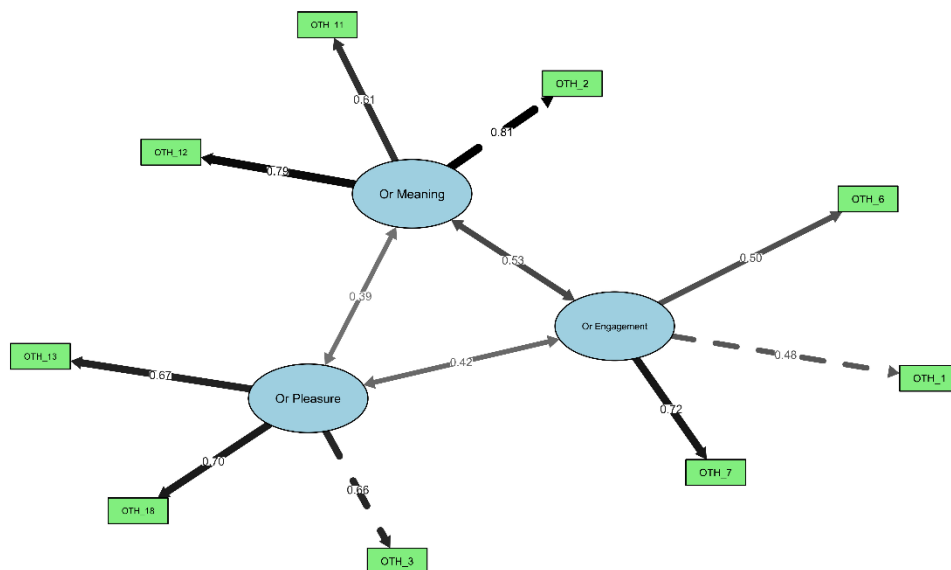 OTH_11
OTH_2
0.61
0.81
OTH_12
0.79
Or Meaning
OTH_6
0.50
0.53
0.39
Or Engagement
OTH_13
0.67
0.42
0.48
OTH_1
Or Pleasure
0.72
0.70
OTH_7
0.66
OTH_18
OTH_3